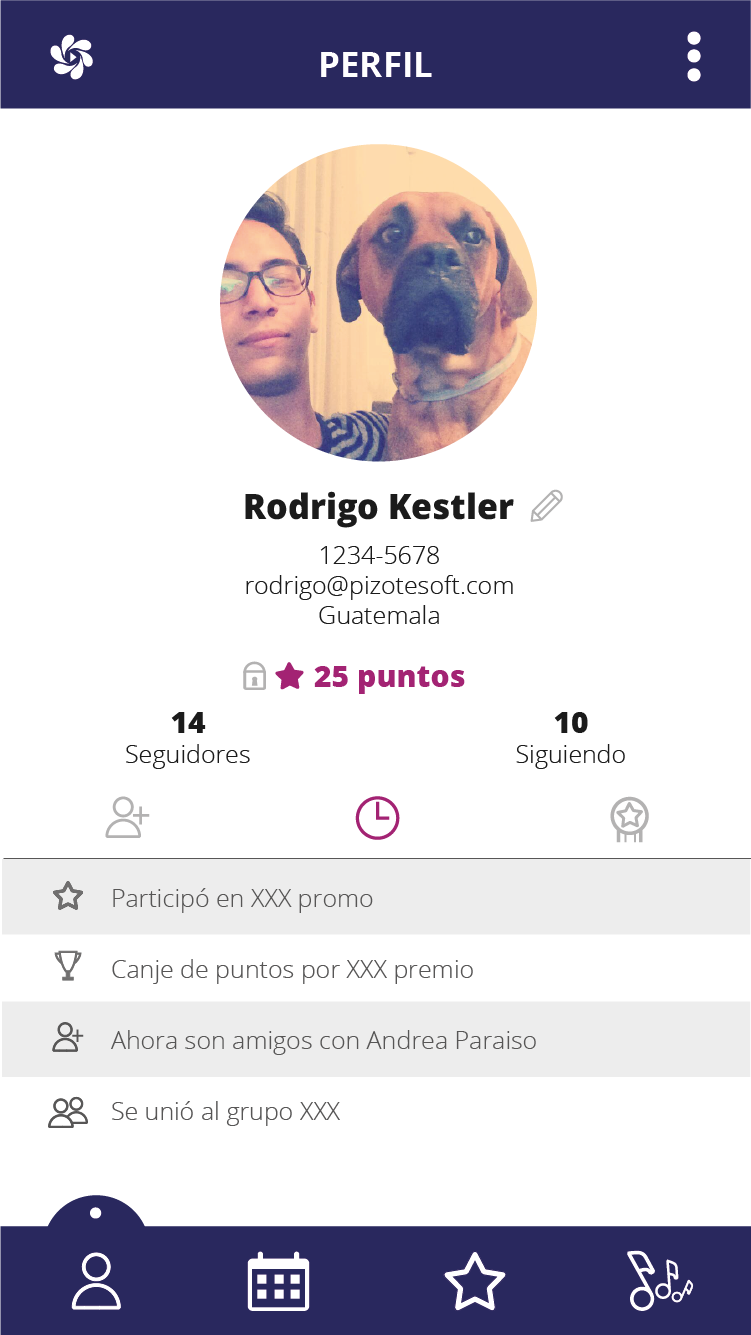 PERFIL
Rodrigo Kestler
1234-5678
rodrigo@pizotesoft.com
Guatemala
25 puntos
14
Seguidores
10
Siguiendo
Participó en XXX promo
Canje de puntos por XXX premio
Ahora son amigos con Andrea Paraiso
Se unió al grupo XXX